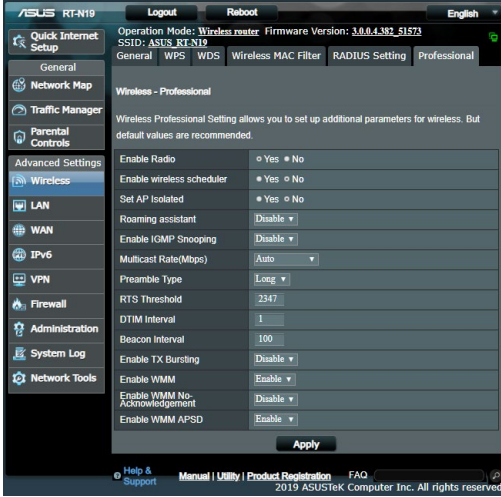 ASUS RT-N19
Logout
Reboot
English
Quick Internet
Setup
General
Network Map
Traffic Manager
Parental
Controls
Advanced Settings
Wireless
LAN
WAN
IPv6
VPN
Firewall
Administration
System Log
Network Tools
Operation Mode: Wireless router Firmware Version: 3.0.0.4.382_51573
SSID: ASUS_RT-N19
General WPS WDS Wireless MAC Filter RADIUS Setting Professional
Wireless - Professional
Wireless Professional Setting allows you to set up additional parameters for wireless. But
default values are recommended.
Enable Radio Yes No
Enable wireless scheduler Yes No
Set AP Isolated Yes No
Roaming assistant Disable
Enable IGMP Snooping Disable
Multicast Rate(Mbps) Auto
Preamble Type Long
RTS Threshold 2347
DTIM Interval 1
Beacon Interval 100
Enable TX Bursting Disable
Enable WMM Enable
Enable WMM No-
Acknowledgement Disable
Enable WMM APSD Enable
Apply
Help &
Support
Manual | Utility | Product Registration FAQ
2019 ASUSTeK Computer Inc. All rights reserved